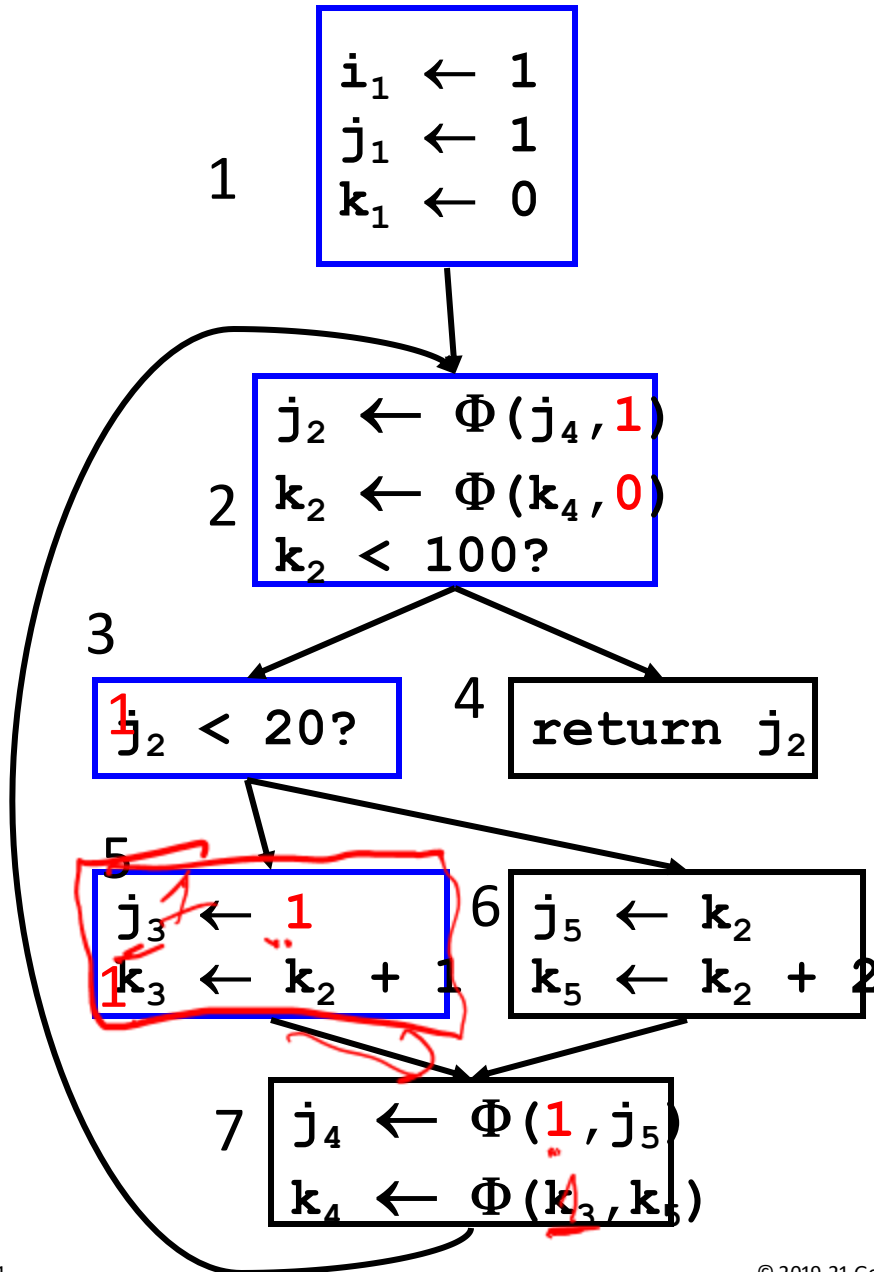 i₁ ← 1
j₁ ← 1
k₁ ← 0
1
j₂ ← Φ(j₄,1)
k₂ ← Φ(k₄,0)
k₂ < 100?
2
3
1
j₂ < 20?
4
return j₂
5
j₃ ← 1
1
k₃ ← k₂ + 1
6
j₅ ← k₂
k₅ ← k₂ + 2
7
j₄ ← Φ(1,j₅)
k₄ ← Φ(k₃,k₅)